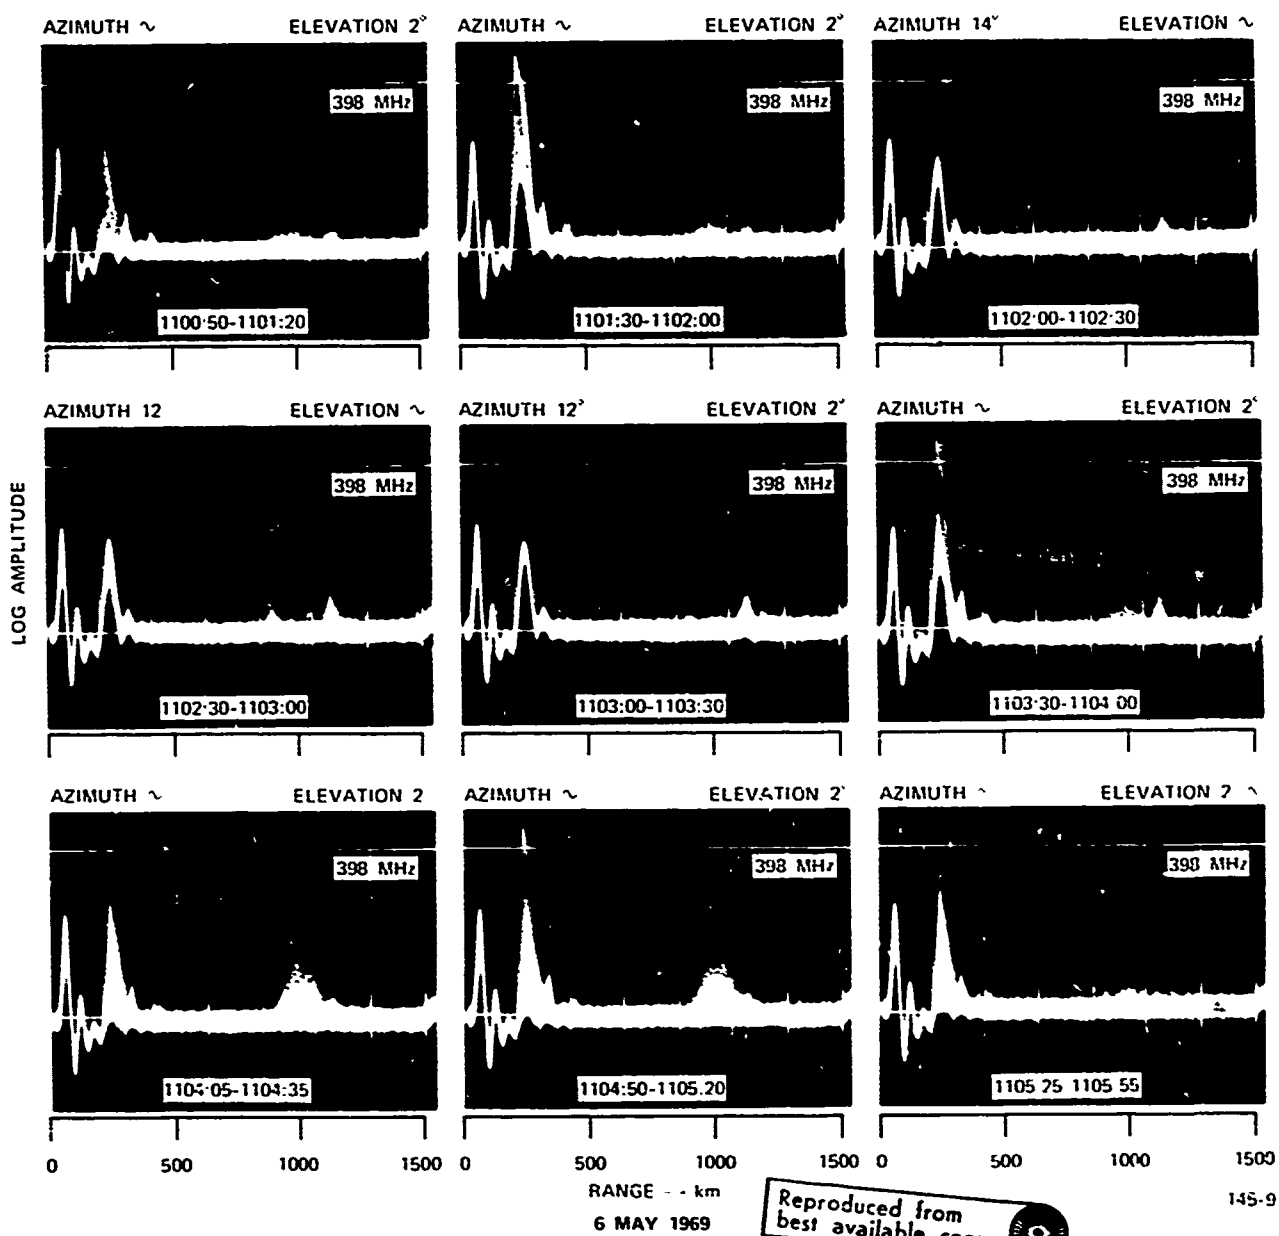 AZIMUTH ~ ELEVATION 2°
398 MHz
1100:50-1101:20
AZIMUTH ~ ELEVATION 2°
398 MHz
1101:30-1102:00
AZIMUTH 14° ELEVATION ~
398 MHz
1102:00-1102:30
LOG AMPLITUDE
AZIMUTH 12 ELEVATION ~
398 MHz
1102:30-1103:00
AZIMUTH 12° ELEVATION 2°
398 MHz
1103:00-1103:30
AZIMUTH ~ ELEVATION 2°
398 MHz
1103:30-1104 00
AZIMUTH ~ ELEVATION 2
398 MHz
1104:05-1104:35
AZIMUTH ~ ELEVATION 2°
398 MHz
1104:50-1105.20
AZIMUTH ~ ELEVATION 2 ~
398 MHz
1105 25 1105 55
0 500 1000 1500 0 500 1000 1500 0 500 1000 1500
RANGE -- km
6 MAY 1969
145-9
Reproduced from
best available